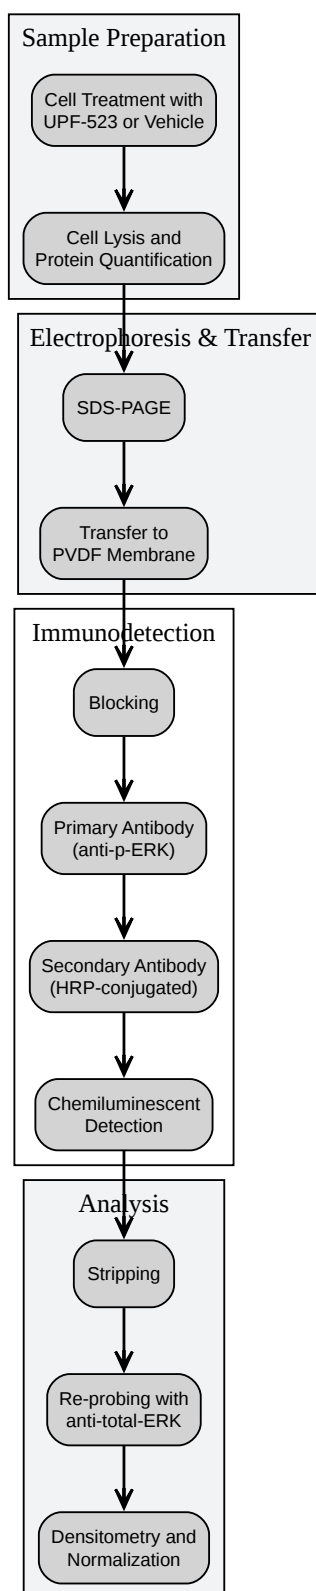 Sample Preparation
Cell Treatment with
UPF-523 or Vehicle
Cell Lysis and
Protein Quantification
Electrophoresis & Transfer
SDS-PAGE
Transfer to
PVDF Membrane
Immunodetection
Blocking
Primary Antibody
(anti-p-ERK)
Secondary Antibody
(HRP-conjugated)
Chemiluminescent
Detection
Analysis
Stripping
Re-probing with
anti-total-ERK
Densitometry and
Normalization